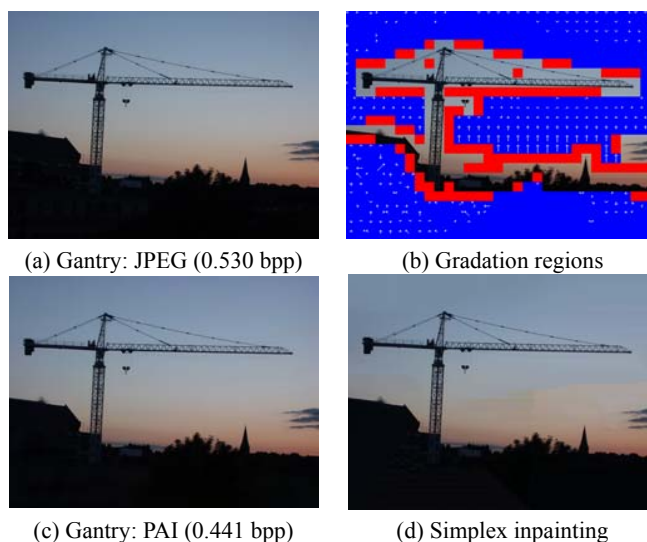 (a) Gantry: JPEG (0.530 bpp)
(b) Gradation regions
(c) Gantry: PAI (0.441 bpp)
(d) Simplex inpainting